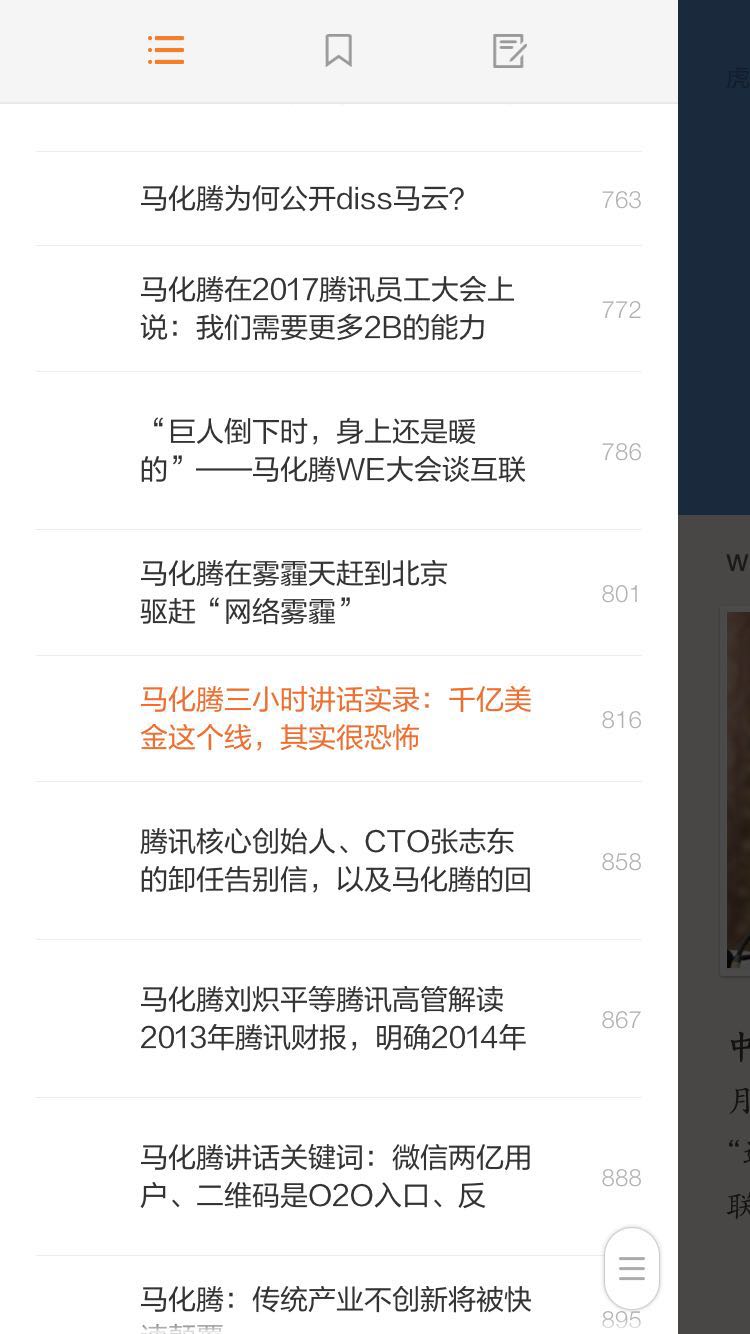 马化腾为何公开diss马云?
763
马化腾在2017腾讯员工大会上
说：我们需要更多2B的能力
772
“巨人倒下时，身上还是暖
的”——马化腾WE大会谈互联
786
马化腾在雾霾天赶到北京
驱赶“网络雾霾”
801
马化腾三小时讲话实录：千亿美
金这个线，其实很恐怖
816
腾讯核心创始人、CTO张志东
的卸任告别信，以及马化腾的回
858
马化腾刘炽平等腾讯高管解读
2013年腾讯财报，明确2014年
867
马化腾讲话关键词：微信两亿用
户、二维码是O2O入口、反
888
马化腾：传统产业不创新将被快
895
虎
W
中
月
联